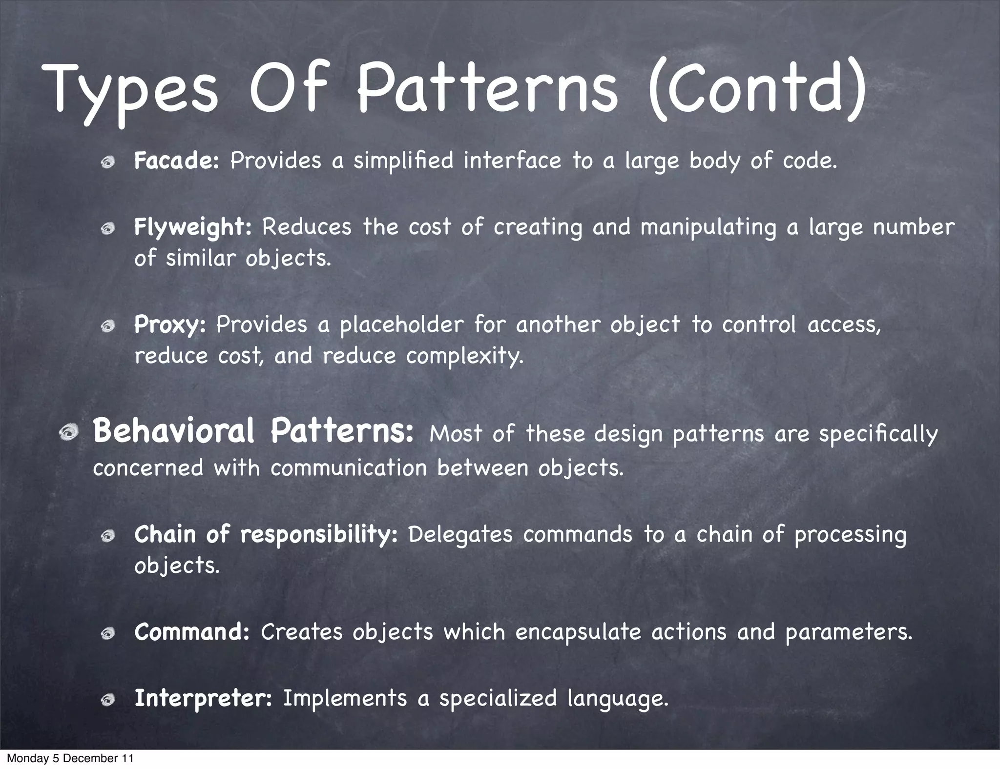 Types Of Patterns (Contd)
Facade: Provides a simplified interface to a large body of code.
Flyweight: Reduces the cost of creating and manipulating a large number
of similar objects.
Proxy: Provides a placeholder for another object to control access,
reduce cost, and reduce complexity.
Behavioral Patterns: Most of these design patterns are specifically
concerned with communication between objects.
Chain of responsibility: Delegates commands to a chain of processing
objects.
Command: Creates objects which encapsulate actions and parameters.
Interpreter: Implements a specialized language.
Monday 5 December 11